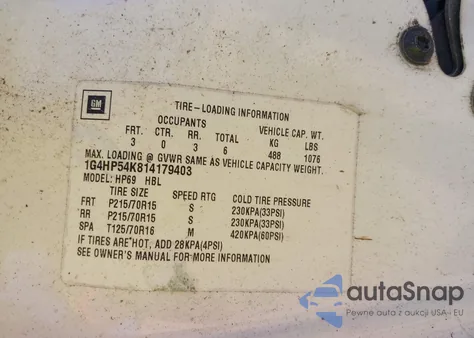 GM
TIRE-LOADING INFORMATION
OCCUPANTS VEHICLE CAP. WT.
FRT. CTR. RR. TOTAL KG LBS
3 0 3 6 488 1076
MAX. LOADING @ GVWR SAME AS VEHICLE CAPACITY WEIGHT.
1G4HP54K814179403
MODEL: HP69 HBL
TIRE SIZE SPEED RTG COLD TIRE PRESSURE
FRT P215/70R15 S 230KPA(33PSI)
RR P215/70R15 S 230KPA(33PSI)
SPA T125/70R16 M 420KPA(60PSI)
IF TIRES ARE HOT, ADD 28KPA(4PSI)
SEE OWNER'S MANUAL FOR MORE INFORMATION
autoSnap
Pewne auta z aukcji USA i EU